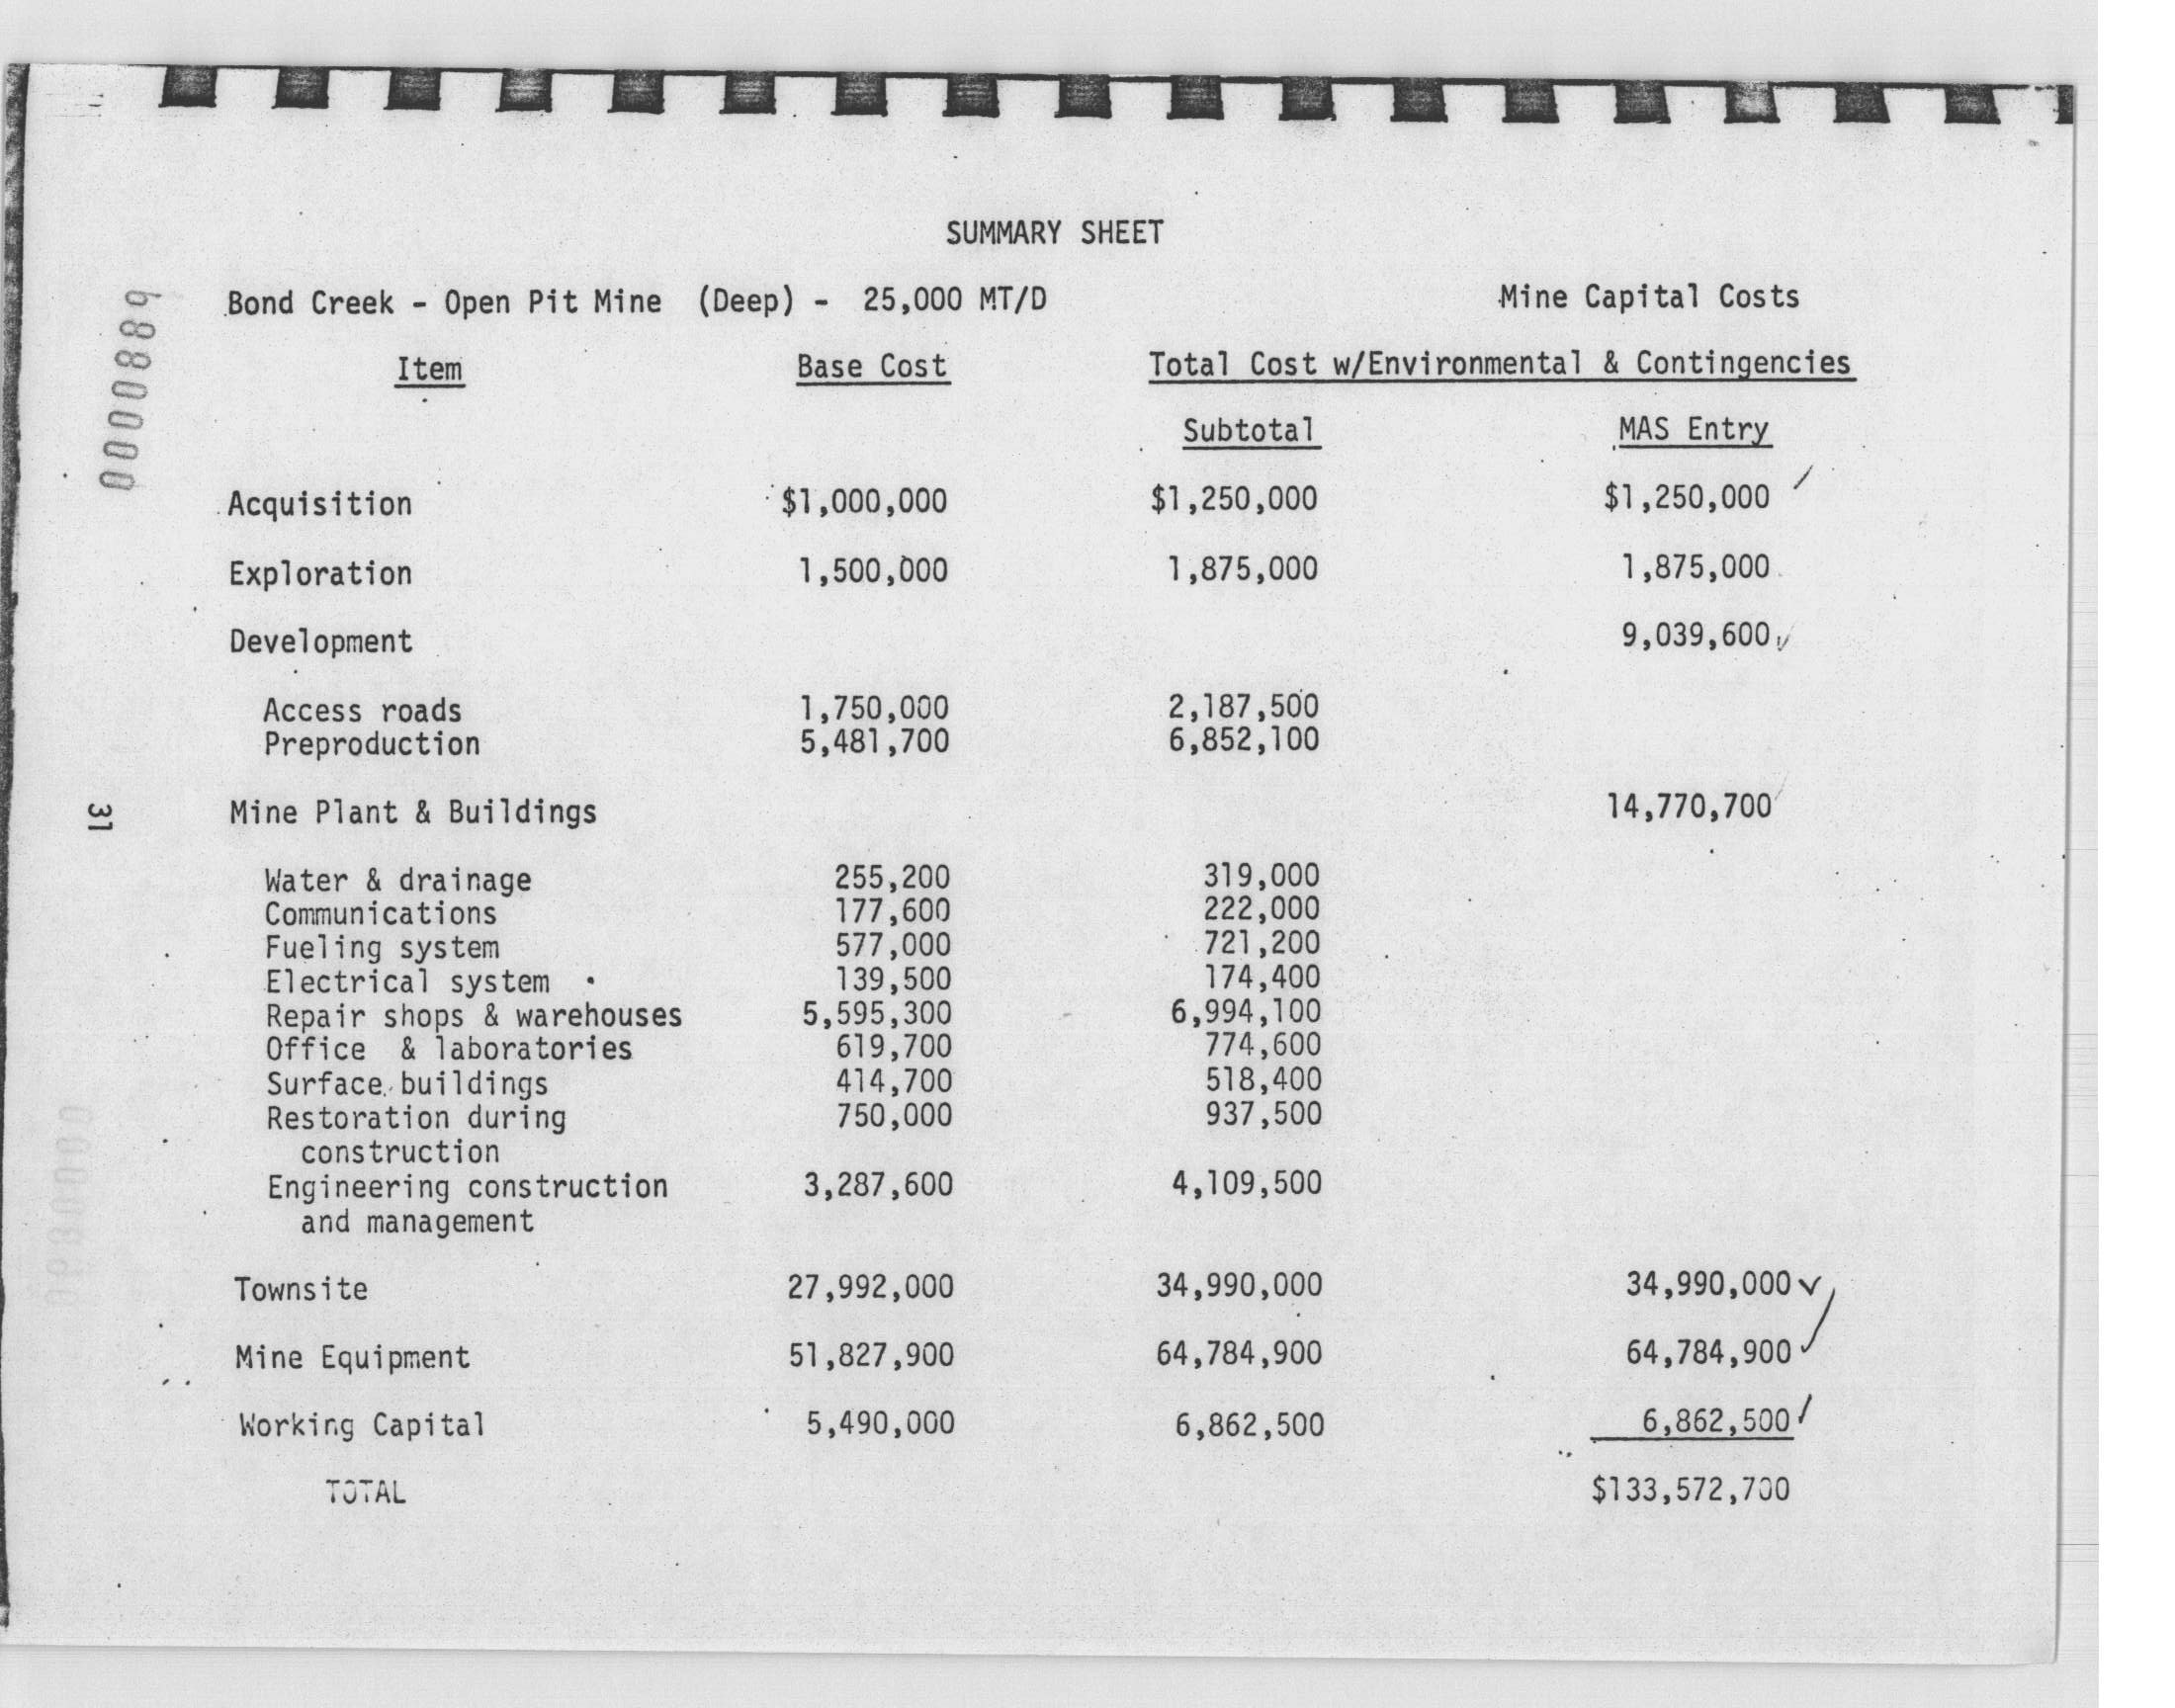 SUMMARY SHEET
Bond Creek - Open Pit Mine (Deep) - 25,000 MT/D Mine Capital Costs
Item Base Cost Total Cost w/Environmental & Contingencies
Subtotal MAS Entry
Acquisition $1,000,000 $1,250,000 $1,250,000
Exploration 1,500,000 1,875,000 1,875,000
Development 9,039,600
Access roads 1,750,000 2,187,500
Preproduction 5,481,700 6,852,100
Mine Plant & Buildings 14,770,700
Water & drainage 255,200 319,000
Communications 177,600 222,000
Fueling system 577,000 721,200
Electrical system 139,500 174,400
Repair shops & warehouses 5,595,300 6,994,100
Office & laboratories 619,700 774,600
Surface buildings 414,700 518,400
Restoration during 750,000 937,500
construction
Engineering construction 3,287,600 4,109,500
and management
Townsite 27,992,000 34,990,000 34,990,000
Mine Equipment 51,827,900 64,784,900 64,784,900
Working Capital 5,490,000 6,862,500 6,862,500
TOTAL $133,572,700
31